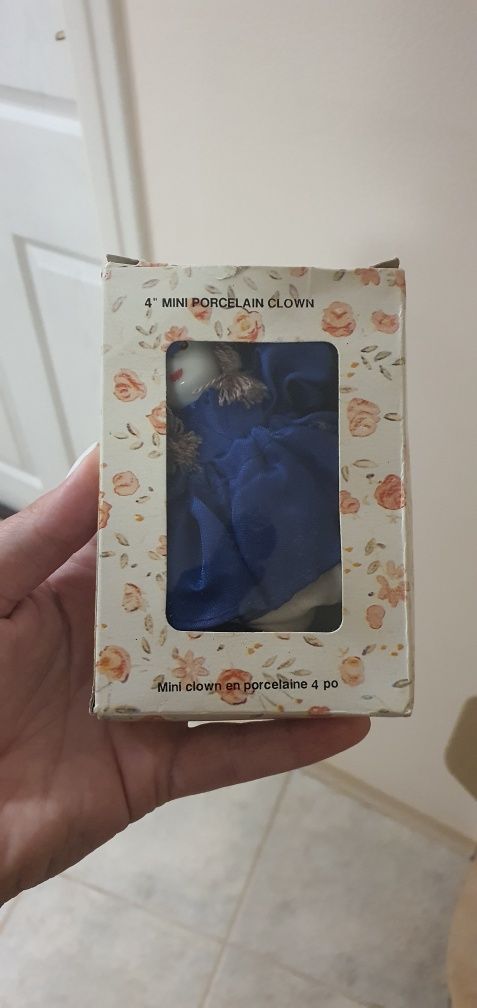 4" MINI PORCELAIN CLOWN
Mini clown en porcelaine 4 po